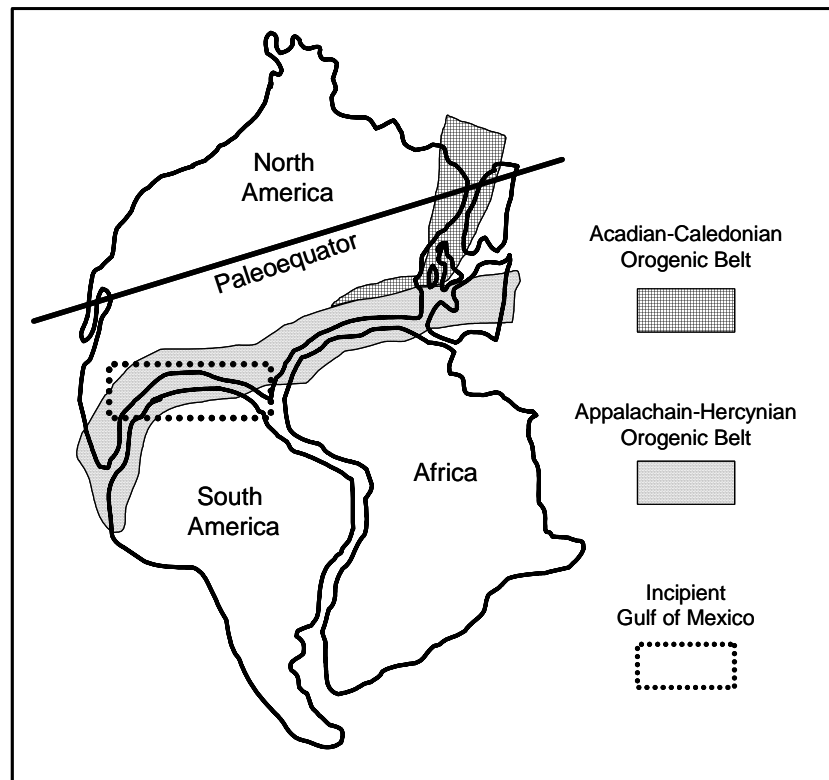 North
America
Paleoequator
South
America
Africa
Acadian-Caledonian
Orogenic Belt
Appalachain-Hercynian
Orogenic Belt
Incipient
Gulf of Mexico